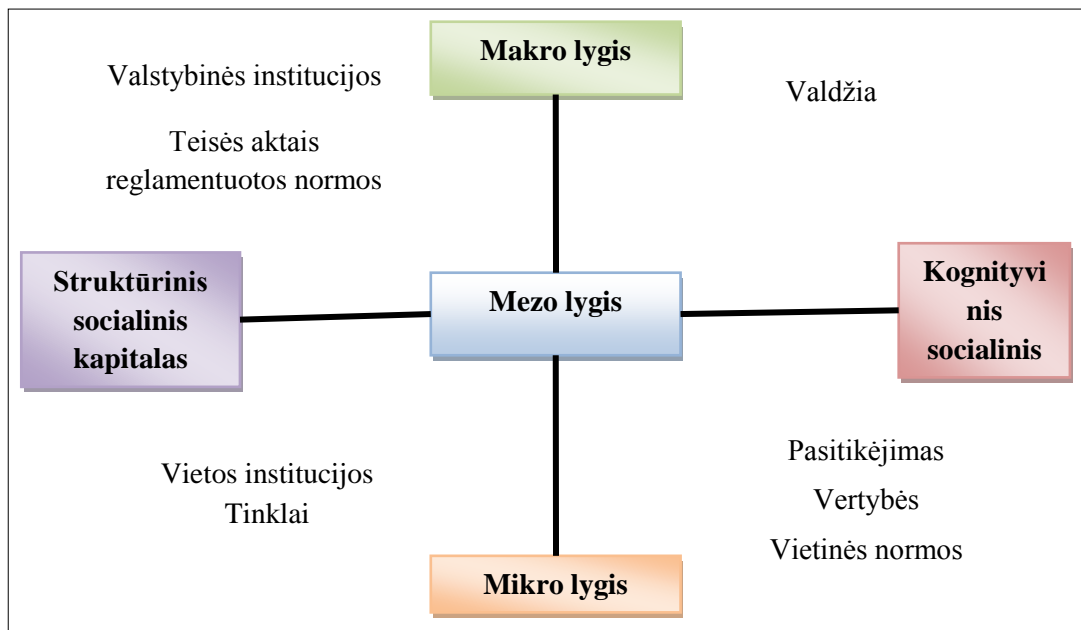 Makro lygis
Valstybinės institucijos
Valdžia
Teisės aktais
reglamentuotos normos
Struktūrinis
socialinis
kapitalas
Mezo lygis
Kognityvi
nis
socialinis
Vietos institucijos
Tinklai
Pasitikėjimas
Vertybės
Vietinės normos
Mikro lygis